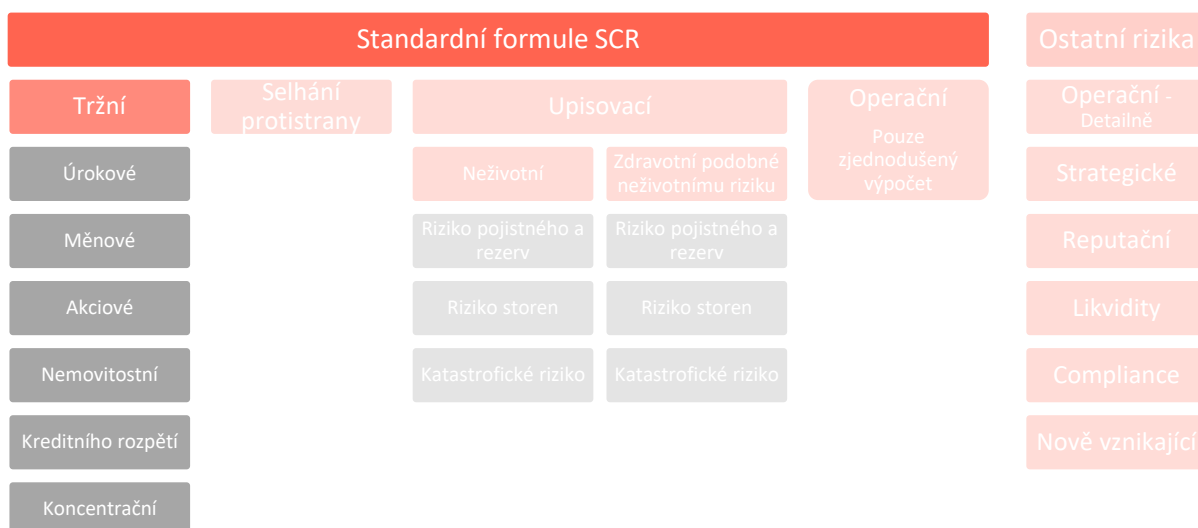 Standardní formule SCR
Ostatní rizika
Tržní
Selhání
protistrany
Upisovací
Operační
Pouze
zjednodušený
výpočet
Operační -
Detailně
Úrokové
Neživotní
Zdravotní podobné
neživotnímu riziku
Strategické
Měnové
Riziko pojistného a
rezerv
Riziko pojistného a
rezerv
Reputační
Akciové
Riziko storen
Riziko storen
Likvidity
Nemovitostní
Katastrofické riziko
Katastrofické riziko
Compliance
Kreditního rozpětí
Nově vznikající
Koncentrační